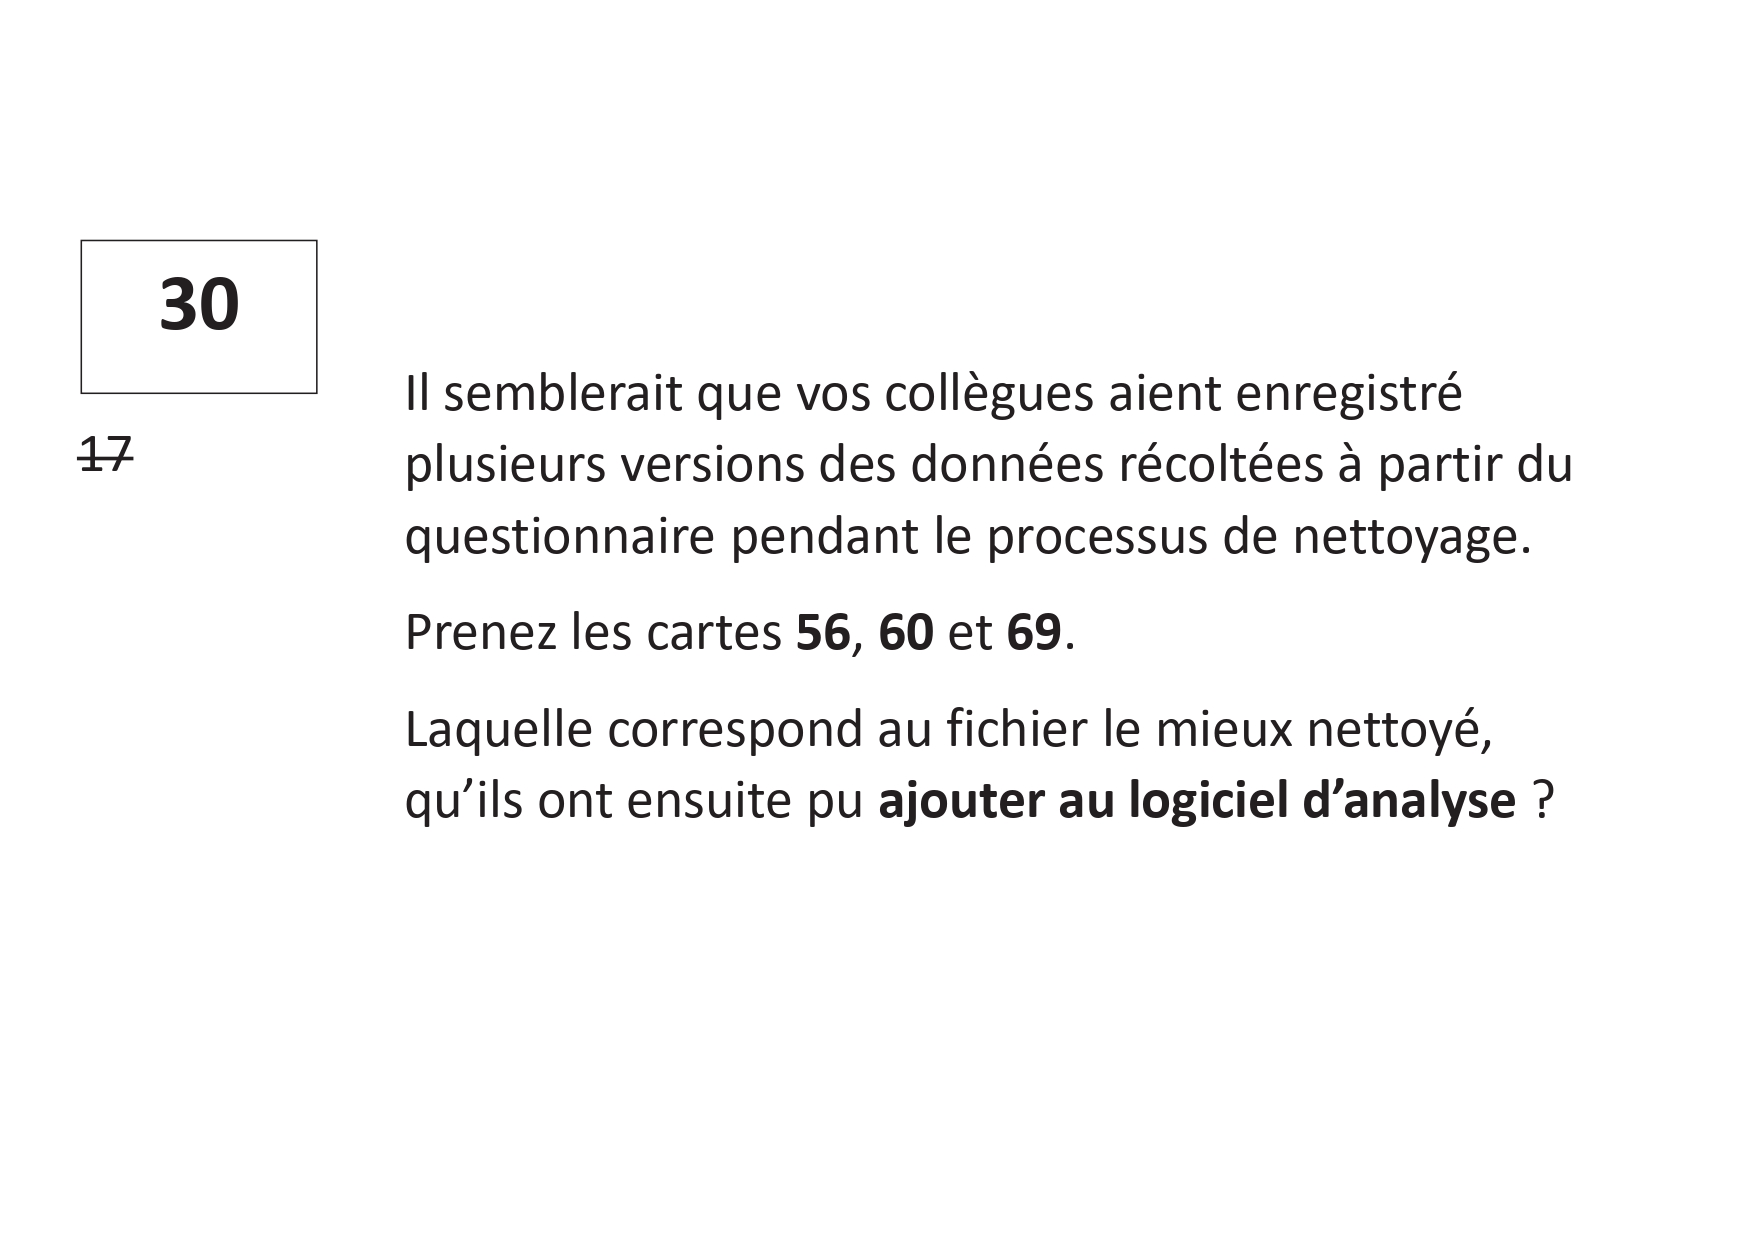 30
17
Il semblerait que vos collègues aient enregistré
plusieurs versions des données récoltées à partir du
questionnaire pendant le processus de nettoyage.
Prenez les cartes 56, 60 et 69.
Laquelle correspond au fichier le mieux nettoyé,
qu’ils ont ensuite pu ajouter au logiciel d’analyse ?